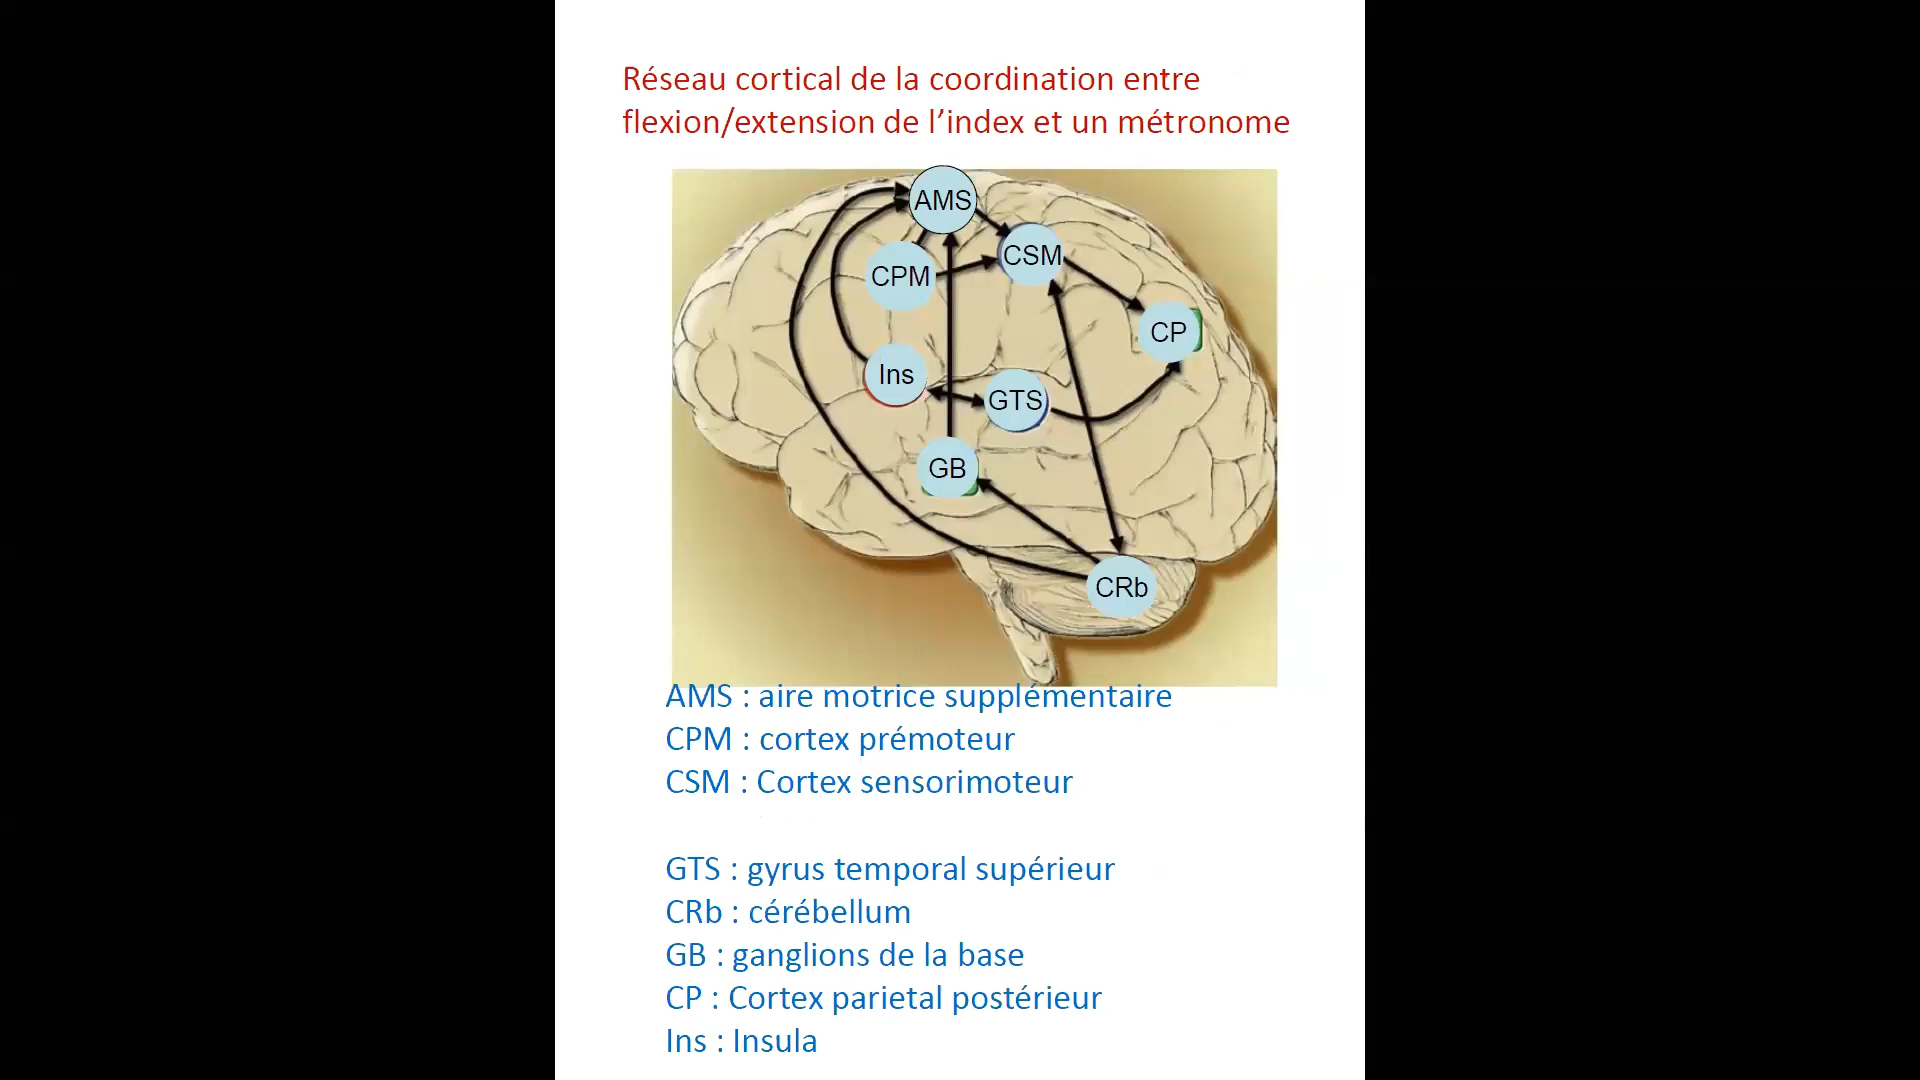 Réseau cortical de la coordination entre
flexion/extension de l’index et un métronome
AMS
CSM
CPM
CP
Ins
GTS
GB
CRb
AMS : aire motrice supplémentaire
CPM : cortex prémoteur
CSM : Cortex sensorimoteur
GTS : gyrus temporal supérieur
CRb : cérébellum
GB : ganglions de la base
CP : Cortex parietal postérieur
Ins : Insula